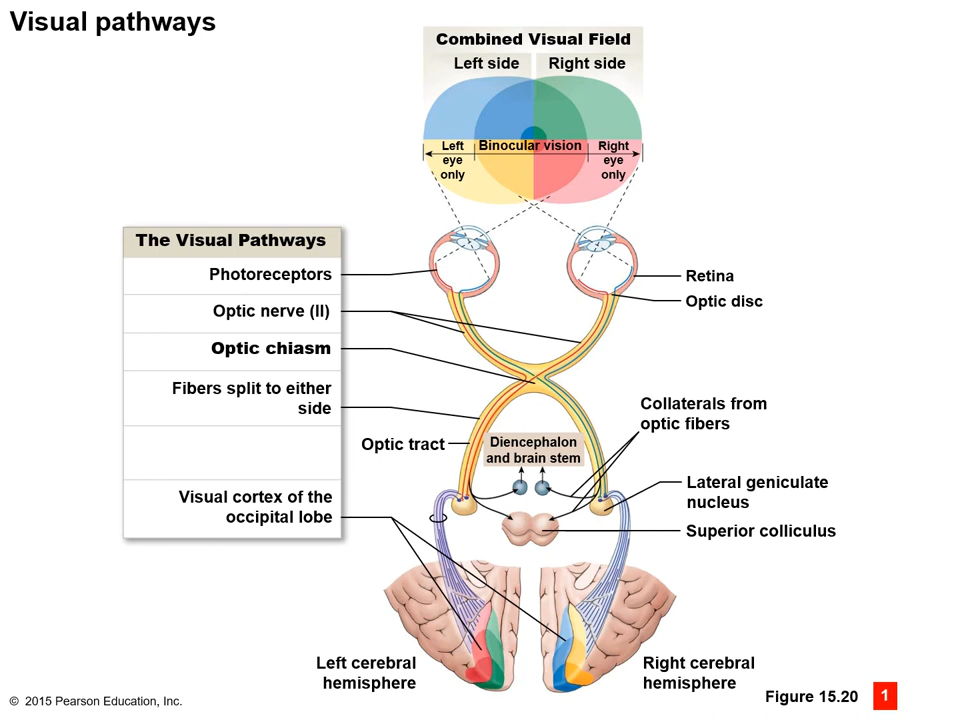 Visual pathways
Combined Visual Field
Left side
Right side
Left
eye
only
Binocular vision
Right
eye
only
The Visual Pathways
Photoreceptors
Optic nerve (II)
Optic chiasm
Fibers split to either
side
Visual cortex of the
occipital lobe
Retina
Optic disc
Optic tract
Diencephalon
and brain stem
Collaterals from
optic fibers
Lateral geniculate
nucleus
Superior colliculus
Left cerebral
hemisphere
Right cerebral
hemisphere
© 2015 Pearson Education, Inc.
Figure 15.20
1